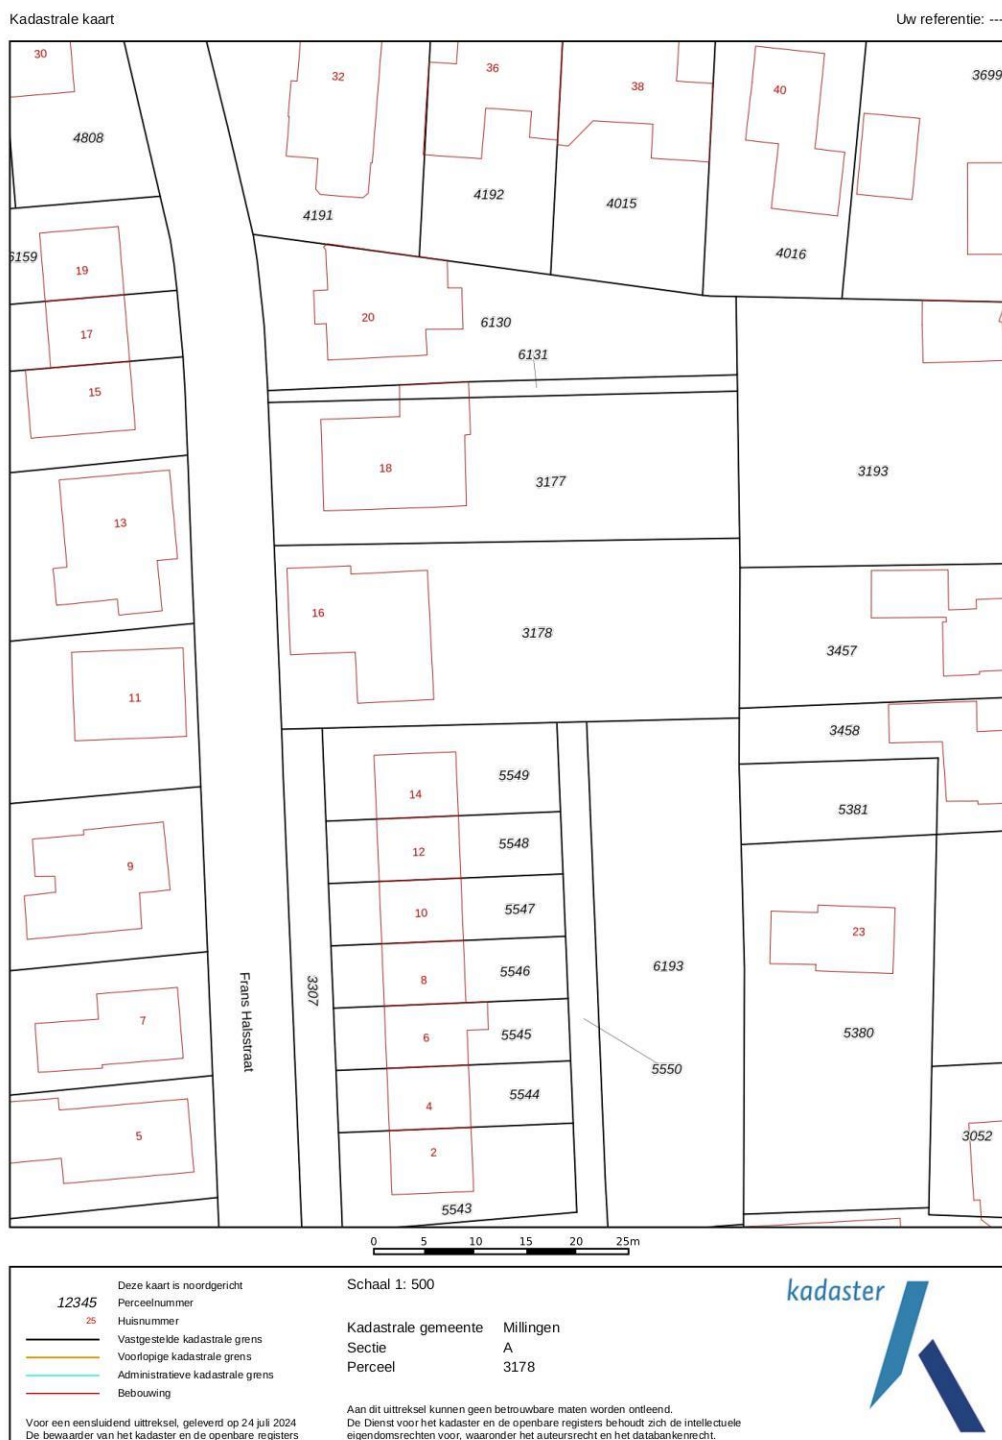 Kadastrale kaart
Uw referentie: ---
30
32
36
38
40
3699
4808
4191
4192
4015
4016
6159
19
17
15
20
6130
6131
18
3177
3193
13
16
3178
3457
11
3458
14
5549
5381
12
5548
9
10
5547
23
8
5546
6193
3307
Frans Halsstraat
7
6
5545
5380
5550
4
5544
5
2
3052
5543
0 5 10 15 20 25m
Deze kaart is noordgericht
12345 Perceelnummer
25 Huisnummer
Vastgestelde kadastrale grens
Voorlopige kadastrale grens
Administratieve kadastrale grens
Bebouwing
Voor een eensluidend uittreksel, geleverd op 24 juli 2024
De bewaarder van het kadaster en de openbare registers
Schaal 1: 500
Kadastrale gemeente Millingen
Sectie A
Perceel 3178
Aan dit uittreksel kunnen geen betrouwbare maten worden ontleend.
De Dienst voor het kadaster en de openbare registers behoudt zich de intellectuele
eigendomsrechten voor, waaronder het auteursrecht en het databankenrecht.
kadaster